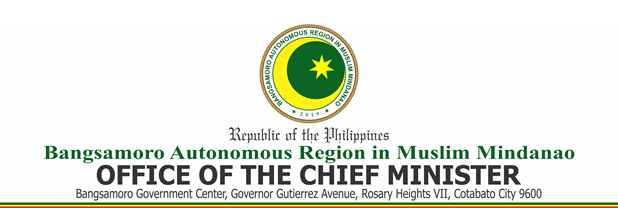 BANGSAMORO AUTONOMOUS REGION IN MUSLIM MINDANAO
2019
Republic of the Philippines
Bangsamoro Autonomous Region in Muslim Mindanao
OFFICE OF THE CHIEF MINISTER
Bangsamoro Government Center, Governor Gutierrez Avenue, Rosary Heights VII, Cotabato City 9600